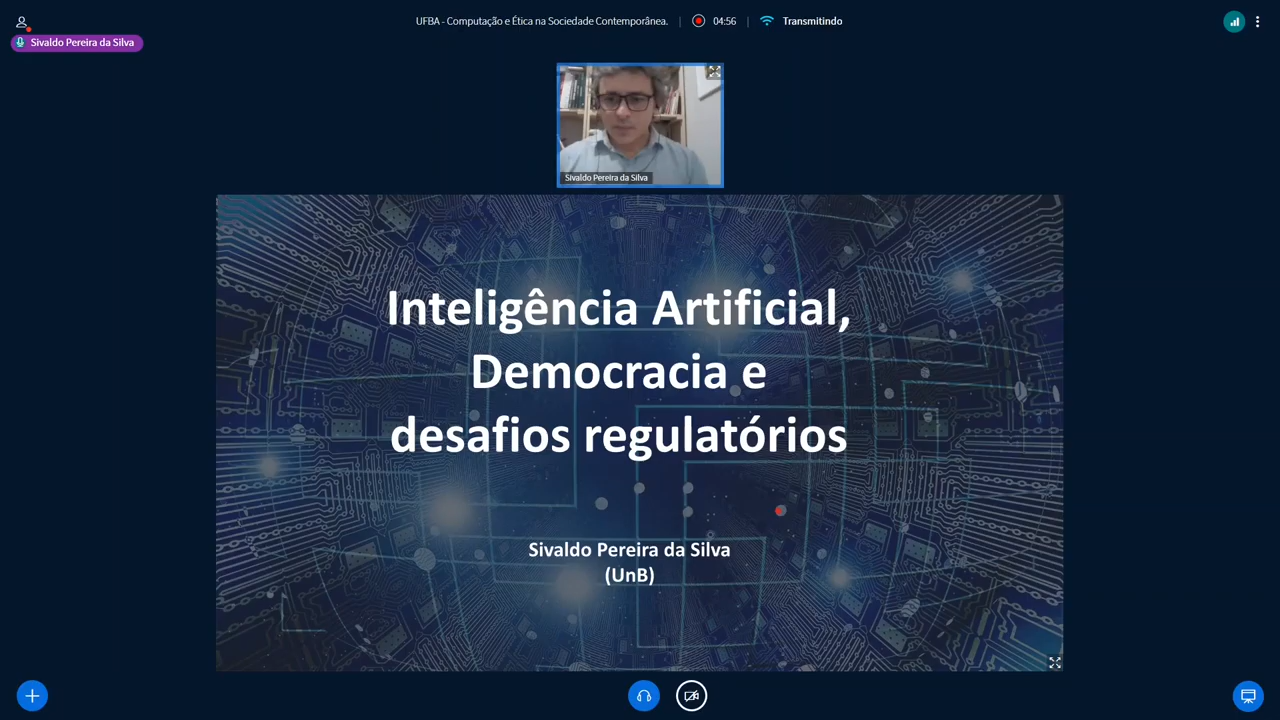 UFBA - Computação e Ética na Sociedade Contemporânea.
04:56
Transmitindo
Sivaldo Pereira da Silva
Sivaldo Pereira da Silva
Inteligência Artificial,
Democracia e
desafios regulatórios
Sivaldo Pereira da Silva
(UnB)